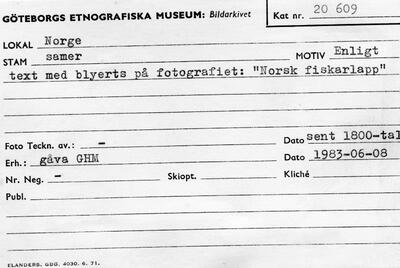 GÖTEBORGS ETNOGRAFISKA MUSEUM: Bildarkivet Kat nr. 20 609
LOKAL Norge
STAM samer MOTIV Enligt
text med blyerts på fotografiet: "Norsk fiskarlapp"
Foto Teckn. av.: — Dato sent 1800-tal
Erh.: gåva GHM Dato 1983-06-08
Nr. Neg. — Skiopt. Kliché
Publ.
ELANDERS, GBG, 4030. 6. 71.